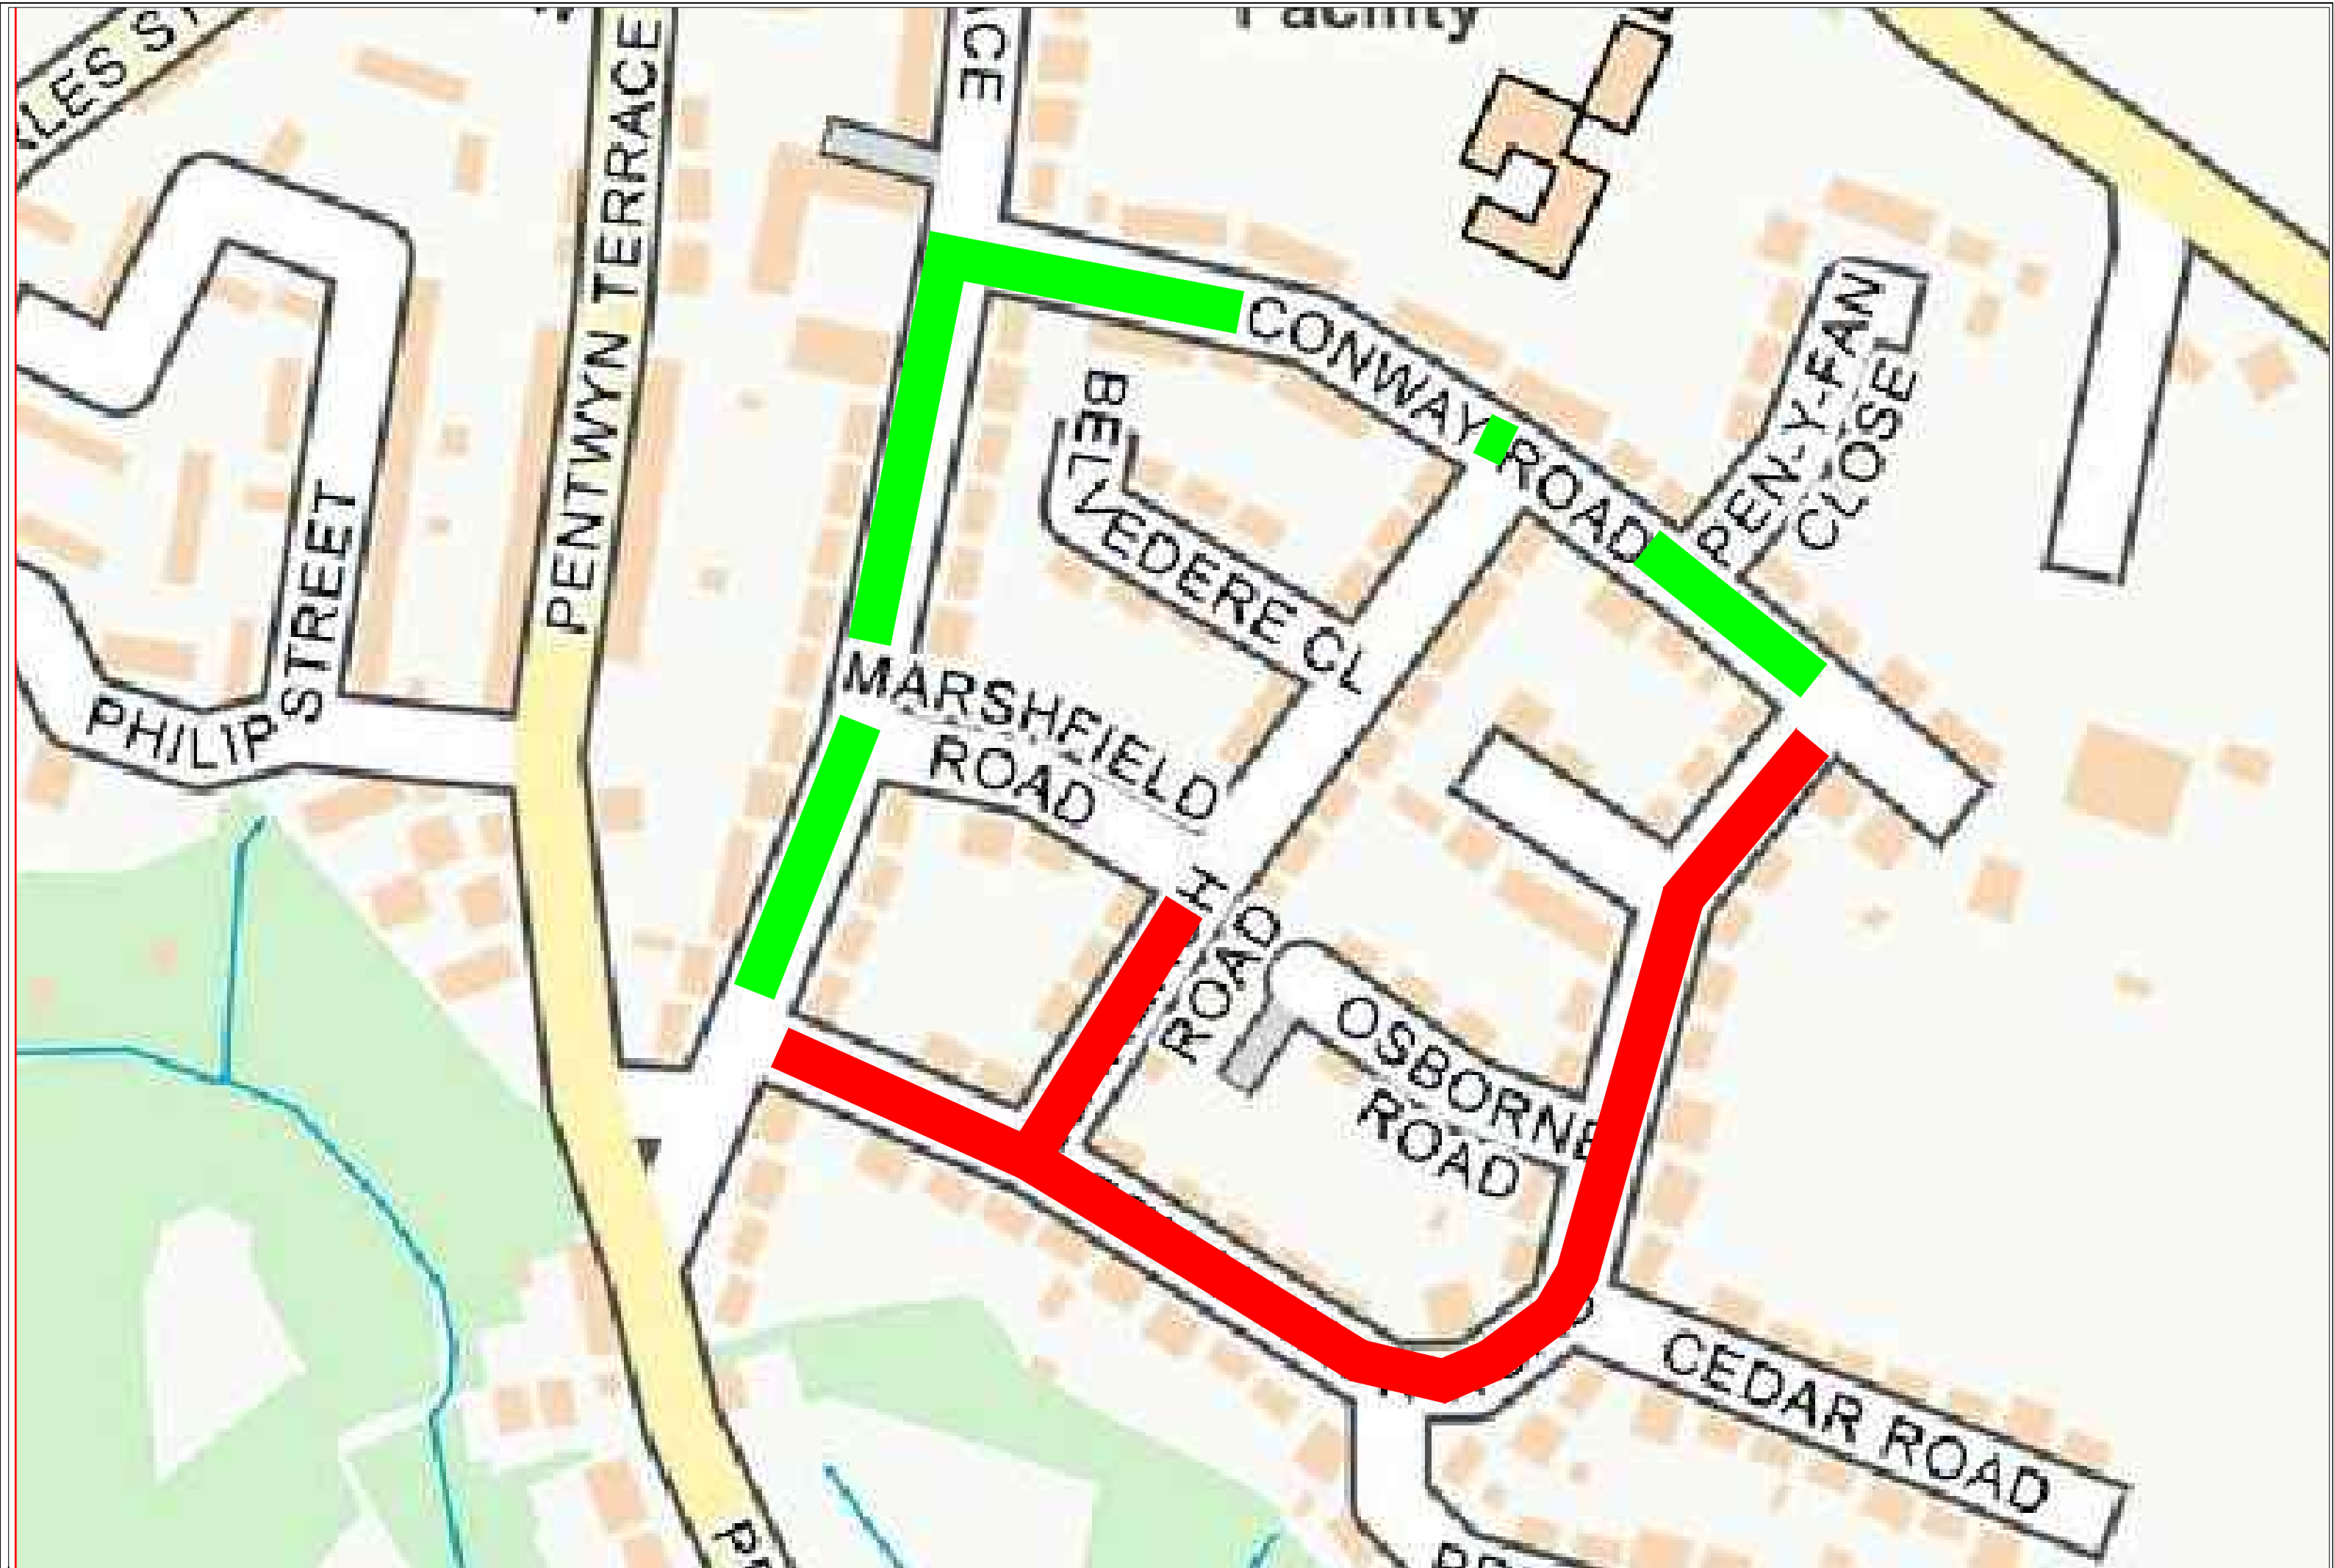 Facility
PENTWYN TERRACE
CONWAY ROAD
PEN-Y-FAN
CLOSE
BELVEDERE CL
STREET
PHILIP
MARSHFIELD
ROAD
ROAD
OSBORNE
ROAD
CEDAR ROAD